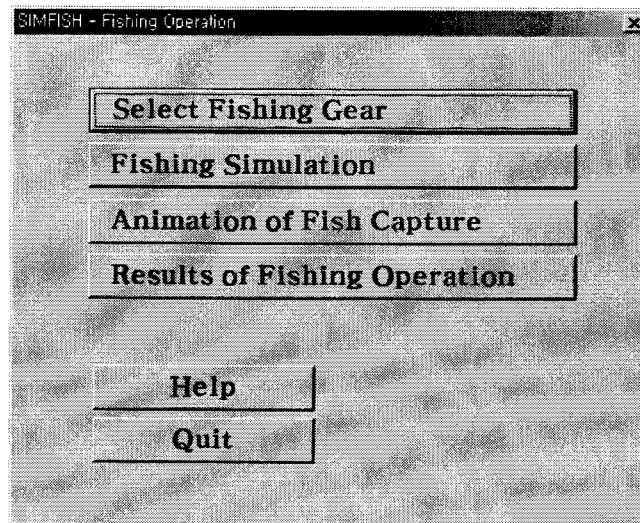 SIMFISH - Fishing Operation
Select Fishing Gear
Fishing Simulation
Animation of Fish Capture
Results of Fishing Operation
Help
Quit